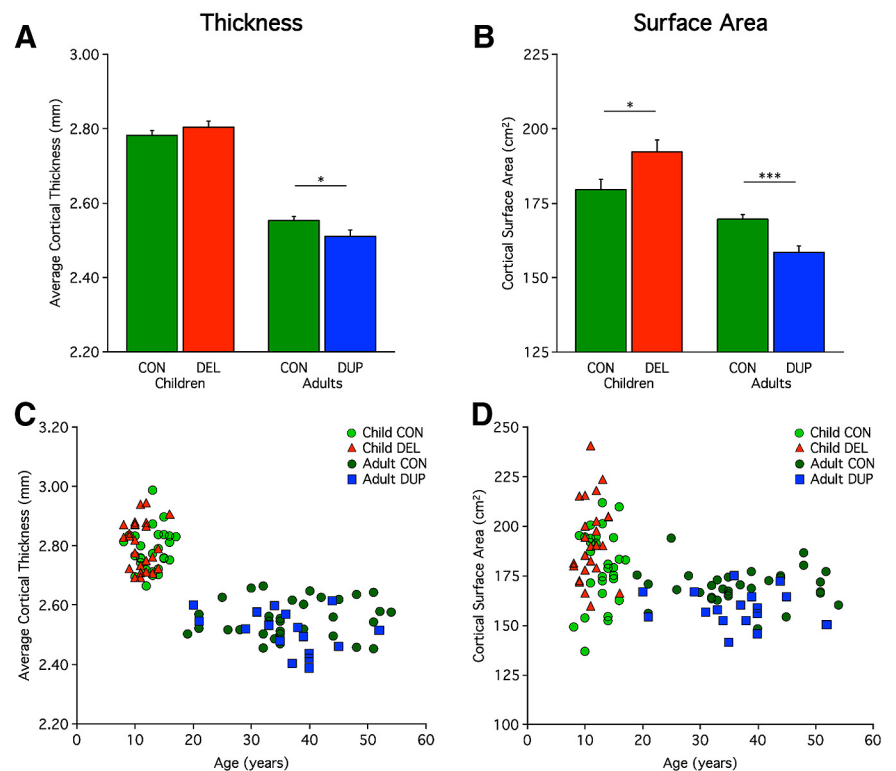 Thickness
Surface Area
A
B
Average Cortical Thickness (mm)
3.00
2.80
2.60
2.40
2.20
*
CON DEL CON DUP
Children Adults
Cortical Surface Area (cm²)
225
200
175
150
125
*
***
CON DEL CON DUP
Children Adults
C
D
Average Cortical Thickness (mm)
3.20
3.00
2.80
2.60
2.40
2.20
Child CON
Child DEL
Adult CON
Adult DUP
0 10 20 30 40 50 60
Age (years)
Cortical Surface Area (cm²)
250
225
200
175
150
125
100
Child CON
Child DEL
Adult CON
Adult DUP
0 10 20 30 40 50 60
Age (years)